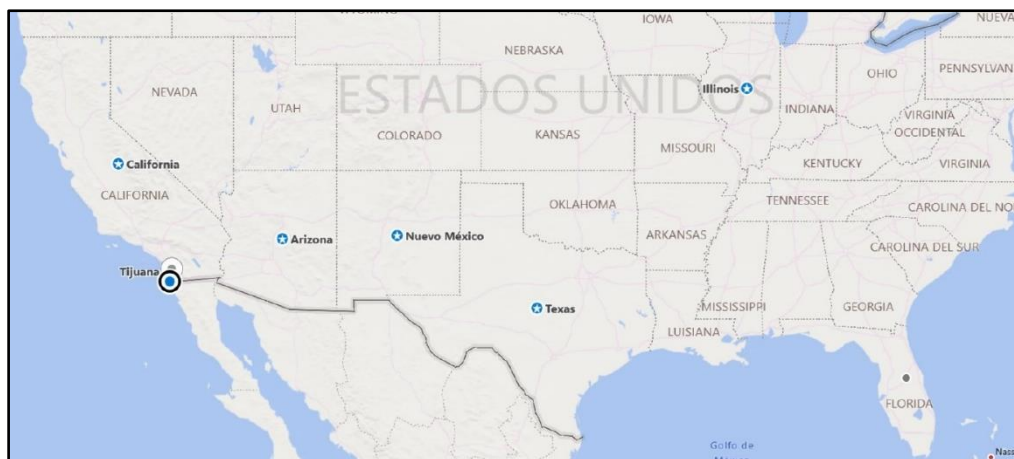 WYOMING
IOWA
NUEVA
NEBRASKA
NEVADA
UTAH
ESTADOS UNIDOS
Illinois
OHIO
PENNSYLVAN
INDIANA
COLORADO
KANSAS
MISSOURI
VIRGINIA
OCCIDENTAL
California
KENTUCKY
VIRGINIA
CALIFORNIA
OKLAHOMA
TENNESSEE
CAROLINA DEL NO
Arizona
Nuevo México
ARKANSAS
CAROLINA DEL SUR
Tijuana
Texas
MISSISSIPPI
GEORGIA
LUISIANA
FLORIDA
Golfo de
Nass